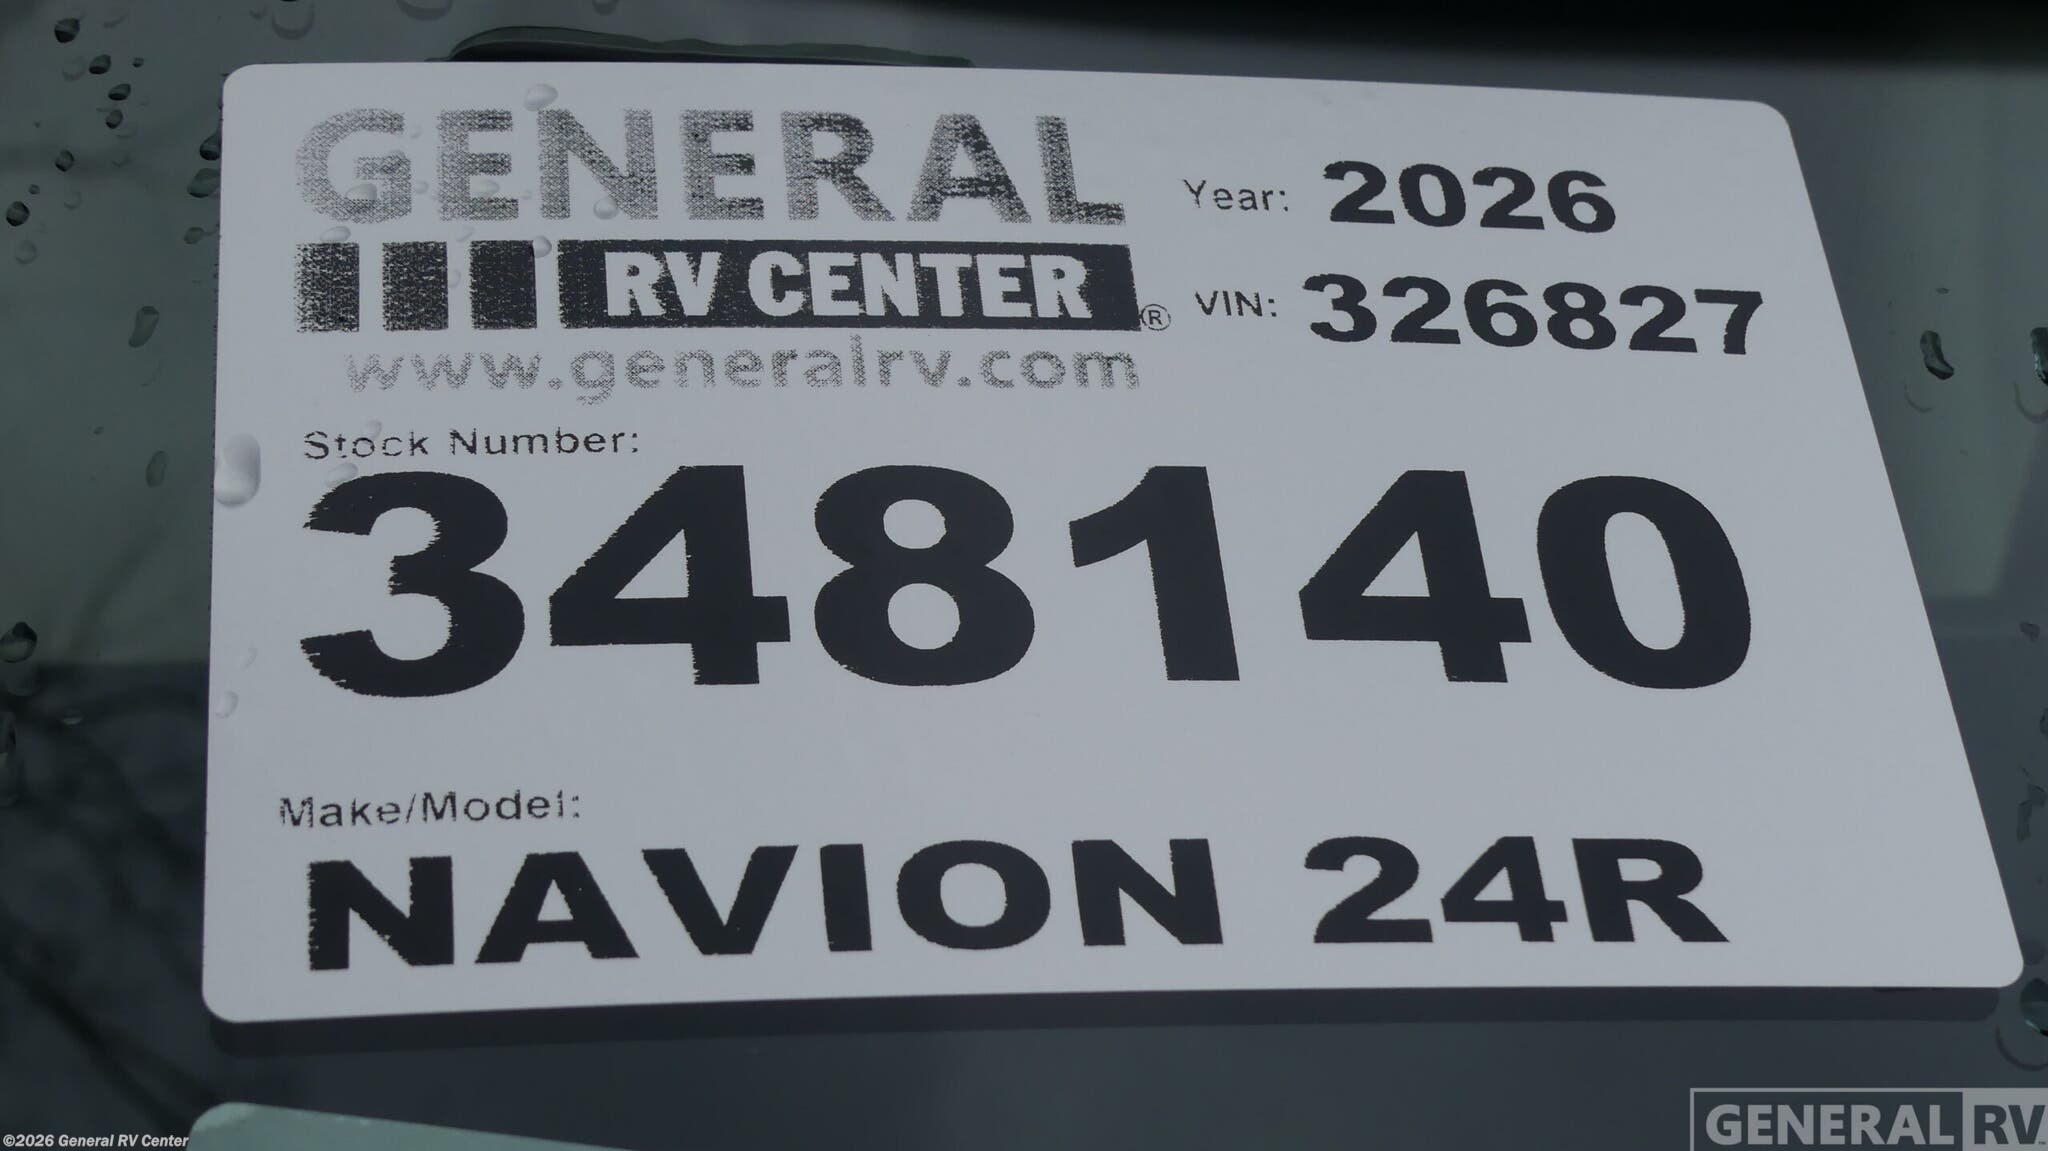 GENERAL
RV CENTER®
www.generalrv.com
Year: 2026
VIN: 326827
Stock Number:
348140
Make/Model:
NAVION 24R
©2026 General RV Center
GENERAL RV™